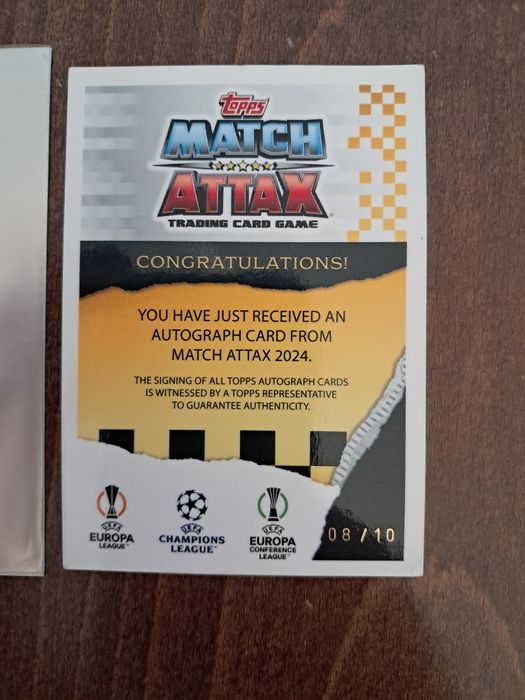 topps
MATCH
ATTAX
TRADING CARD GAME
CONGRATULATIONS!
YOU HAVE JUST RECEIVED AN
AUTOGRAPH CARD FROM
MATCH ATTAX 2024.
THE SIGNING OF ALL TOPPS AUTOGRAPH CARDS
IS WITNESSED BY A TOPPS REPRESENTATIVE
TO GUARANTEE AUTHENTICITY.
UEFA
EUROPA
LEAGUE™
UEFA
CHAMPIONS
LEAGUE®
UEFA
EUROPA
CONFERENCE
LEAGUE™
08/10